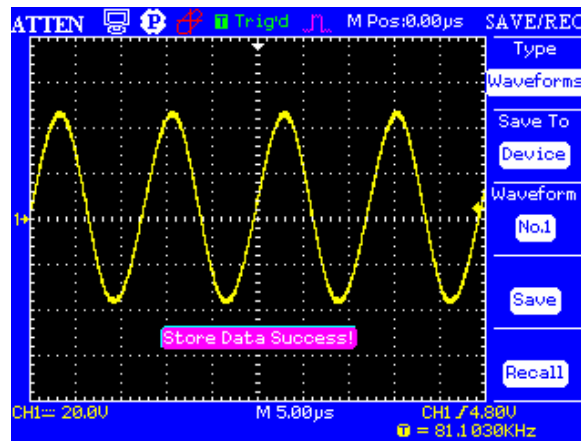 ATTEN P T Trig'd M Pos:0.00µs SAVE/REC
Type
Waveforms
Save To
Device
Waveform
1
No.1
Save
Store Data Success!
Recall
CH1 20.0V M 5.00µs CH1 4.80V
T = 81.1030KHz